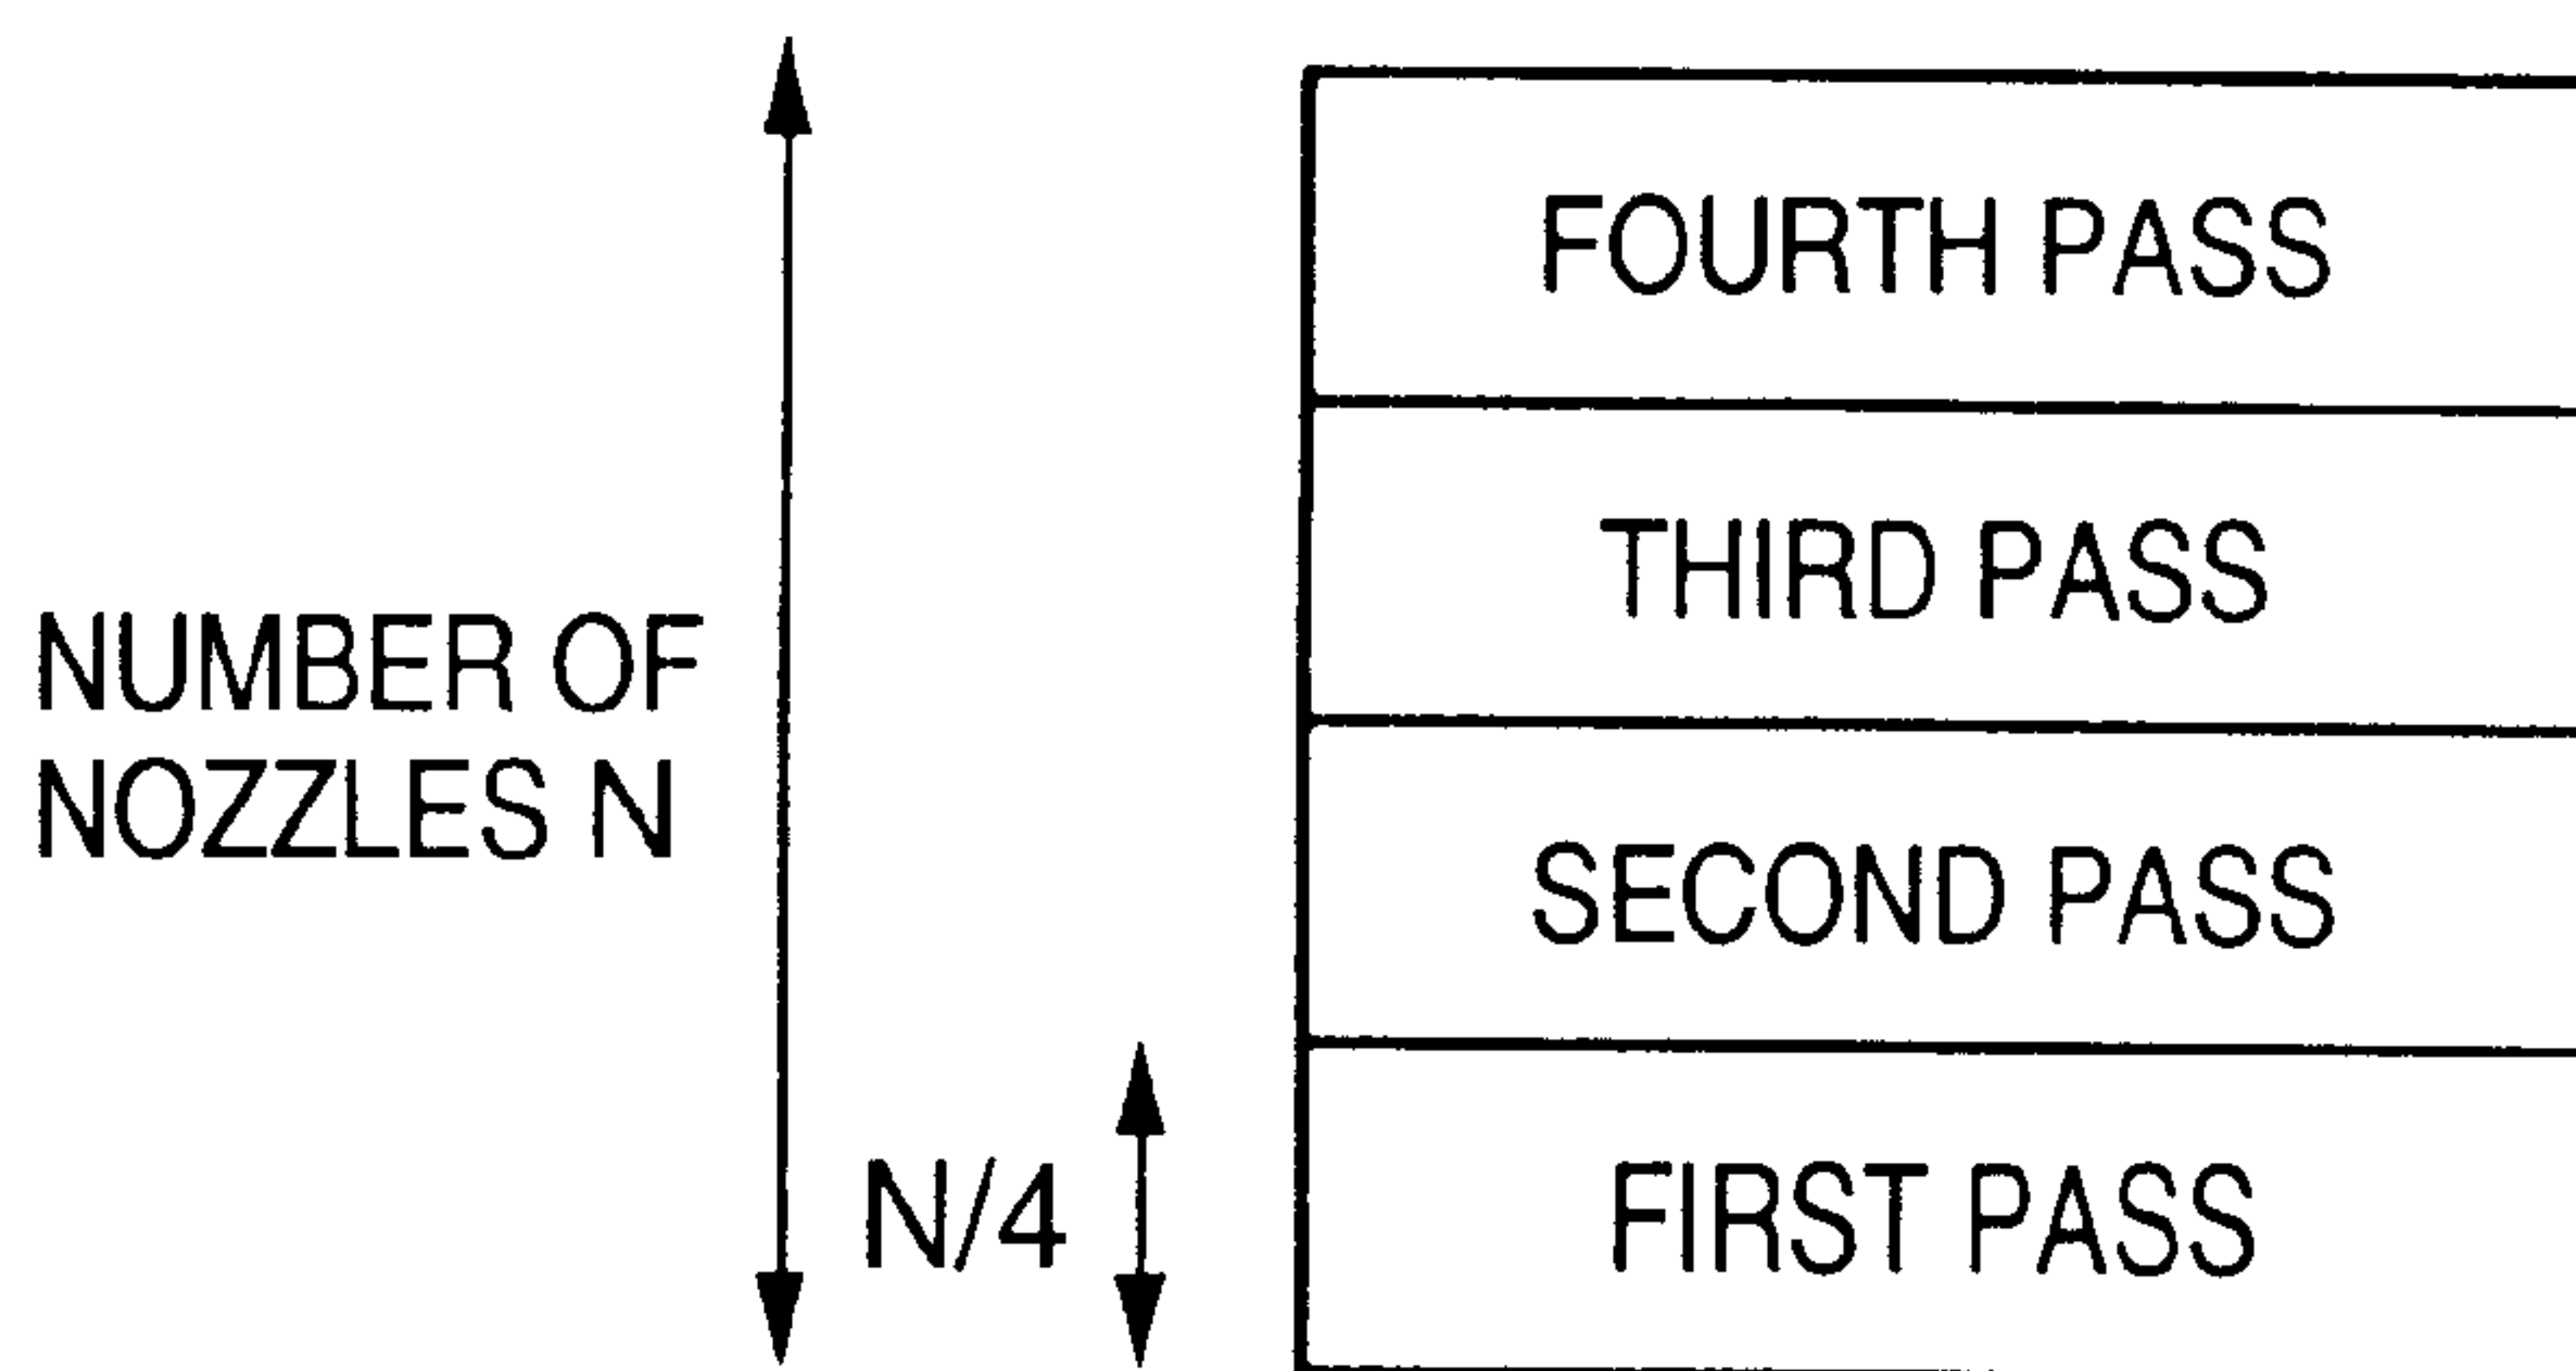 NUMBER OF
NOZZLES N
N/4
FOURTH PASS
THIRD PASS
SECOND PASS
FIRST PASS